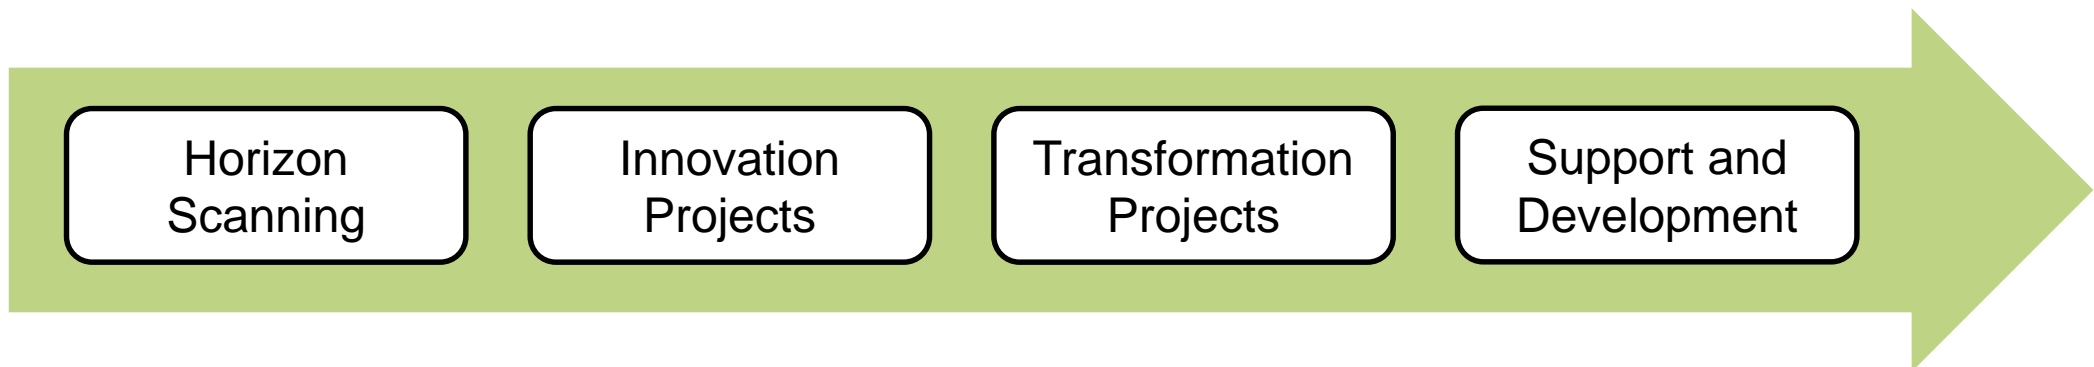 Horizon
Scanning
Innovation
Projects
Transformation
Projects
Support and
Development